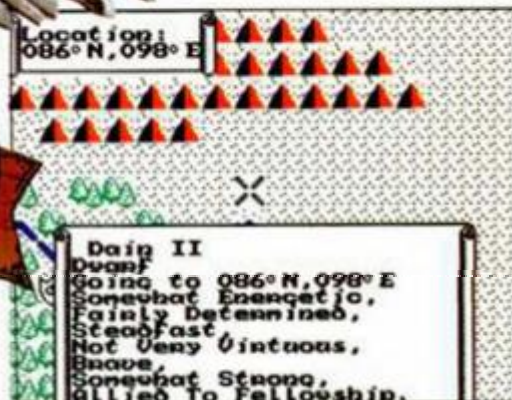 Location:
086° N,098° E
Dain II
Dwarf
Going to 086° N,098° E
Somewhat Energetic,
Fairly Determined,
Steadfast,
Not Very Virtuous,
Brave,
Somewhat Strong,
Allied To Fellowship.